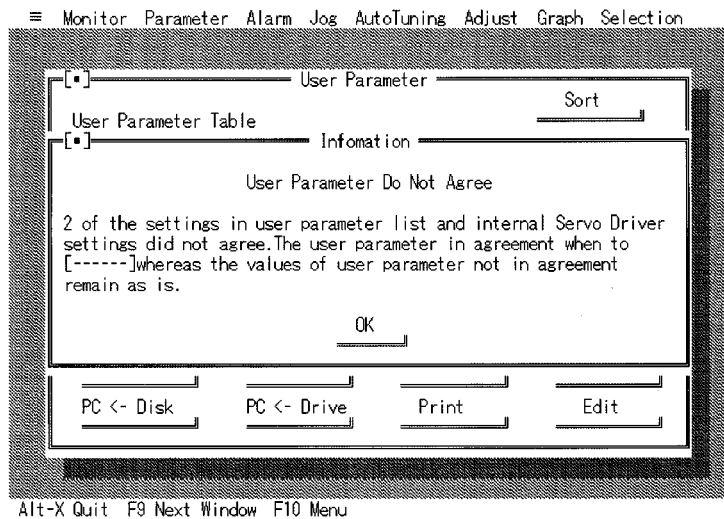 ≡ Monitor Parameter Alarm Jog AutoTuning Adjust Graph Selection
[▪] User Parameter
Sort
User Parameter Table
[▪] Infomation
User Parameter Do Not Agree
2 of the settings in user parameter list and internal Servo Driver
settings did not agree.The user parameter in agreement when to
[------]whereas the values of user parameter not in agreement
remain as is.
OK
PC <- Disk PC <- Drive Print Edit
Alt-X Quit F9 Next Window F10 Menu